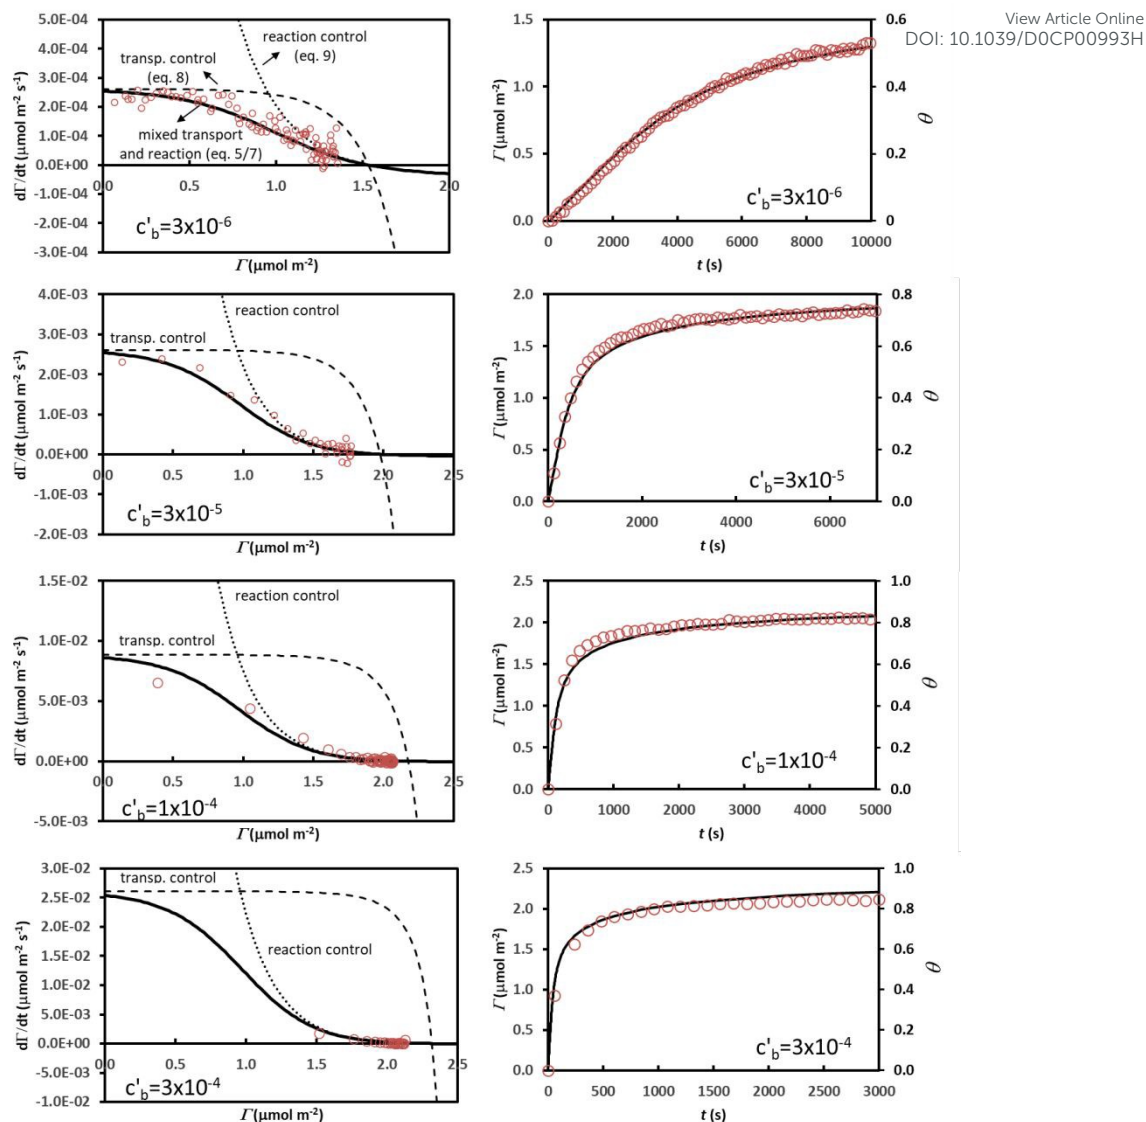 View Article Online
DOI: 10.1039/D0CP00993H
5.0E-04
4.0E-04
3.0E-04
2.0E-04
1.0E-04
0.0E+00
-1.0E-04
-2.0E-04
-3.0E-04
dΓ/dt (μmol m⁻² s⁻¹)
reaction control
(eq. 9)
transp. control
(eq. 8)
mixed transport
and reaction (eq. 5/7)
0.0 0.5 1.0 1.5 2.0
c'b=3x10⁻⁶
Γ(μmol m⁻²)
1.5
1.0
0.5
0.0
Γ(μmol m⁻²)
0.6
0.4
0.2
0
θ
c'b=3x10⁻⁶
0 2000 4000 6000 8000 10000
t (s)
4.0E-03
3.0E-03
2.0E-03
1.0E-03
0.0E+00
-1.0E-03
-2.0E-03
dΓ/dt (μmol m⁻² s⁻¹)
reaction control
transp. control
0.0 0.5 1.0 1.5 2.0 2.5
c'b=3x10⁻⁵
Γ(μmol m⁻²)
2.0
1.5
1.0
0.5
0.0
Γ(μmol m⁻²)
0.8
0.6
0.4
0.2
0.0
θ
c'b=3x10⁻⁵
0 2000 4000 6000
t (s)
1.5E-02
1.0E-02
5.0E-03
0.0E+00
-5.0E-03
dΓ/dt (μmol m⁻² s⁻¹)
reaction control
transp. control
0.0 0.5 1.0 1.5 2.0 2.5
c'b=1x10⁻⁴
Γ(μmol m⁻²)
2.5
2.0
1.5
1.0
0.5
0.0
Γ(μmol m⁻²)
1.0
0.8
0.6
0.4
0.2
0.0
θ
c'b=1x10⁻⁴
0 1000 2000 3000 4000 5000
t (s)
3.0E-02
2.5E-02
2.0E-02
1.5E-02
1.0E-02
5.0E-03
0.0E+00
-5.0E-03
-1.0E-02
dΓ/dt (μmol m⁻² s⁻¹)
transp. control
reaction control
0.0 0.5 1.0 1.5 2.0 2.5
c'b=3x10⁻⁴
Γ(μmol m⁻²)
2.5
2.0
1.5
1.0
0.5
0.0
Γ(μmol m⁻²)
1.0
0.8
0.6
0.4
0.2
0.0
θ
c'b=3x10⁻⁴
0 500 1000 1500 2000 2500 3000
t (s)